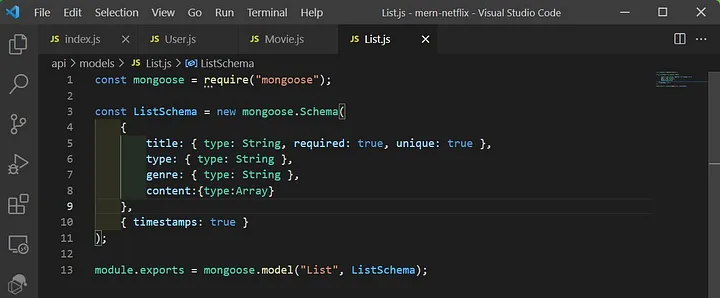 File Edit Selection View Go Run Terminal Help List.js - mern-netflix - Visual Studio Code
JS index.js JS User.js JS Movie.js JS List.js
api > models > JS List.js > ListSchema
1 const mongoose = require("mongoose");
2
3 const ListSchema = new mongoose.Schema(
4 {
5 title: { type: String, required: true, unique: true },
6 type: { type: String },
7 genre: { type: String },
8 content:{type:Array}
9 },
10 { timestamps: true }
11 );
12
13 module.exports = mongoose.model("List", ListSchema);